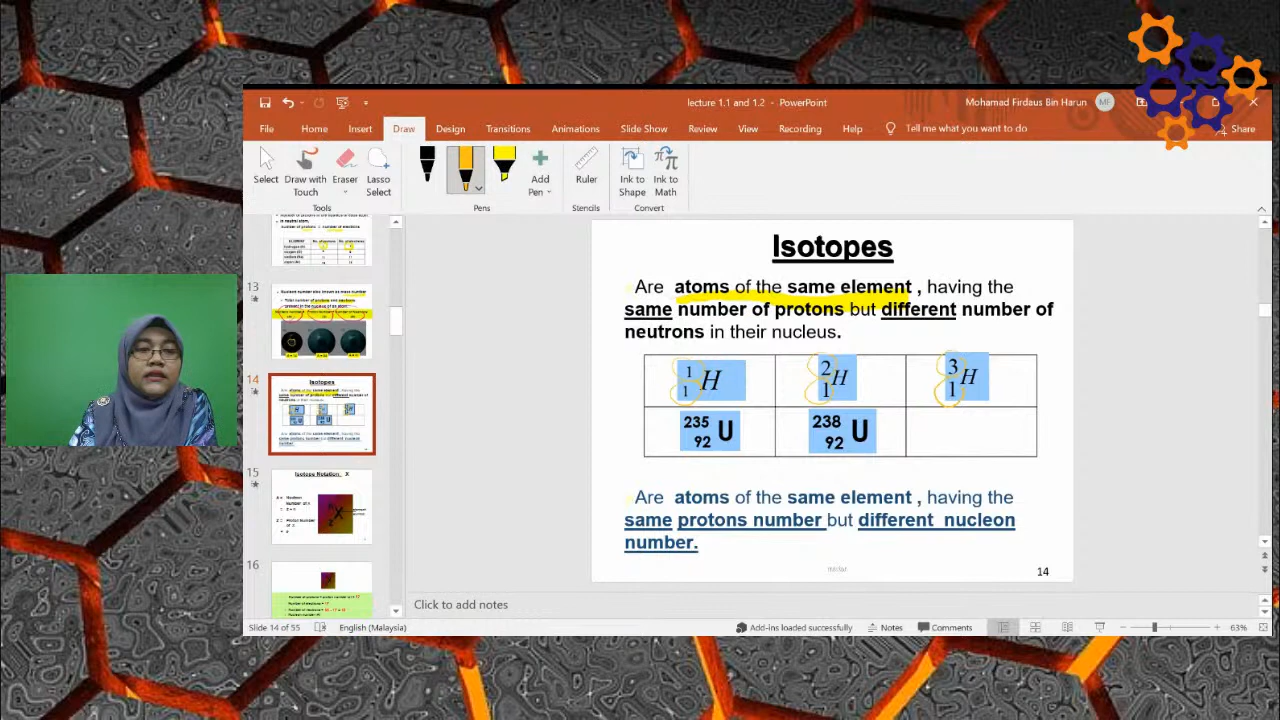 lecture 1.1 and 1.2 - PowerPoint
Mohamad Firdaus Bin Harun
MF
File Home Insert Draw Design Transitions Animations Slide Show Review View Recording Help Tell me what you want to do
Share
Select Draw with Touch Eraser Lasso Select
Add Pen
Ruler
Ink to Shape Ink to Math
Tools
Pens
Stencils
Convert
13
14
15
Isotope Notation X
16
Isotopes
Are atoms of the same element , having the
same number of protons but different number of
neutrons in their nucleus.
1 1 H 2 1 H 3 1 H
235 92 U 238 92 U
Are atoms of the same element , having the
same protons number but different nucleon
number.
14
Click to add notes
Slide 14 of 55 English (Malaysia) Add-ins loaded successfully Notes Comments 63%